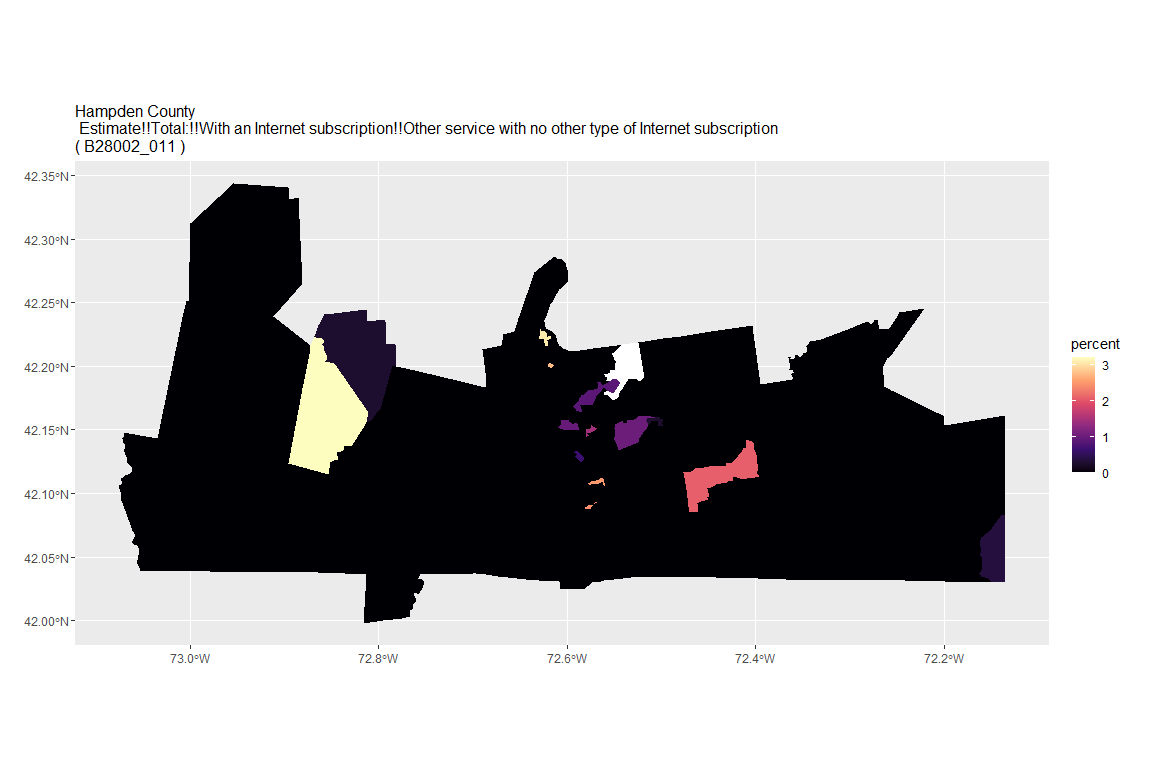 Hampden County
Estimate!!Total:!!With an Internet subscription!!Other service with no other type of Internet subscription
( B28002_011 )
42.35°N
42.30°N
42.25°N
42.20°N
42.15°N
42.10°N
42.05°N
42.00°N
73.0°W
72.8°W
72.6°W
72.4°W
72.2°W
percent
3
2
1
0